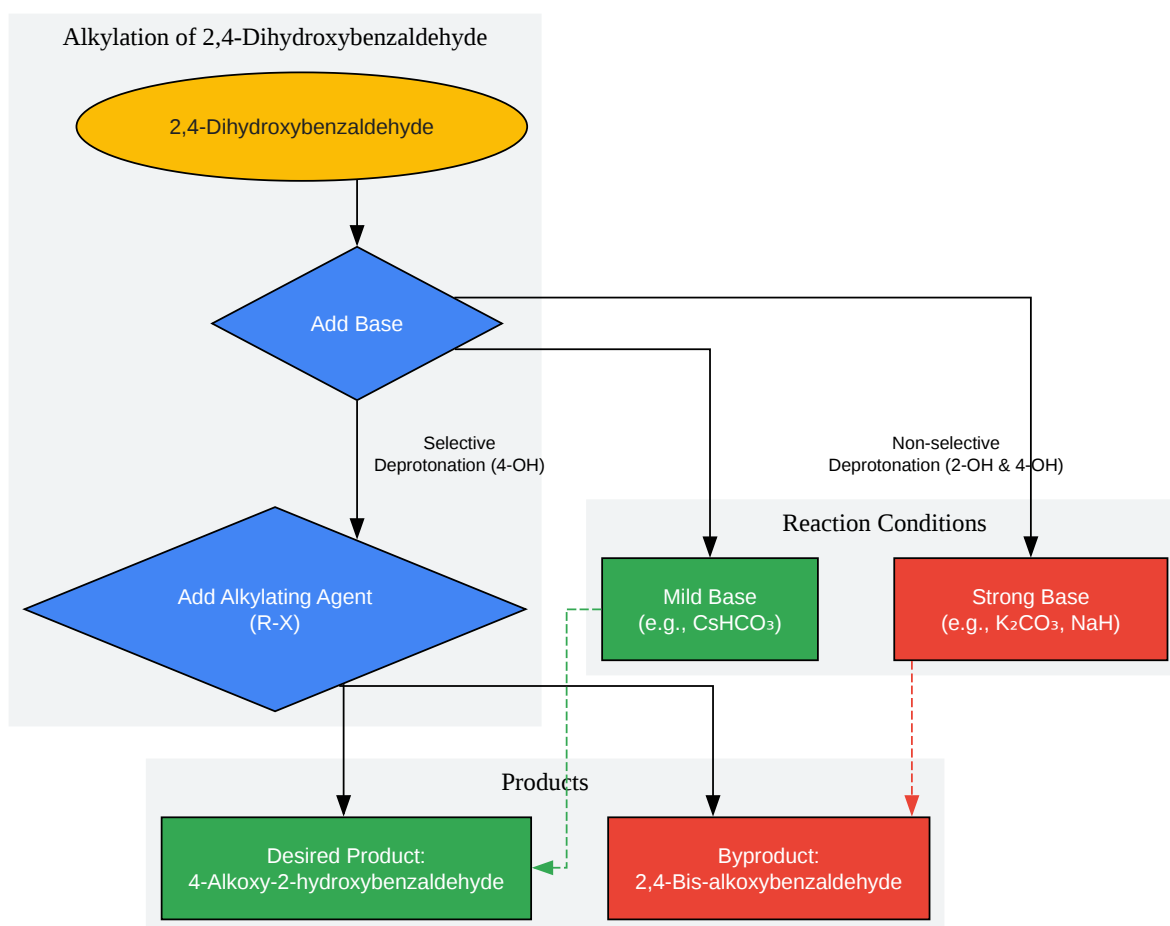 Alkylation of 2,4-Dihydroxybenzaldehyde
2,4-Dihydroxybenzaldehyde
Add Base
Selective
Deprotonation (4-OH)
Non-selective
Deprotonation (2-OH & 4-OH)
Reaction Conditions
Add Alkylating Agent
(R-X)
Mild Base
(e.g., CsHCO₃)
Strong Base
(e.g., K₂CO₃, NaH)
Products
Desired Product:
4-Alkoxy-2-hydroxybenzaldehyde
Byproduct:
2,4-Bis-alkoxybenzaldehyde